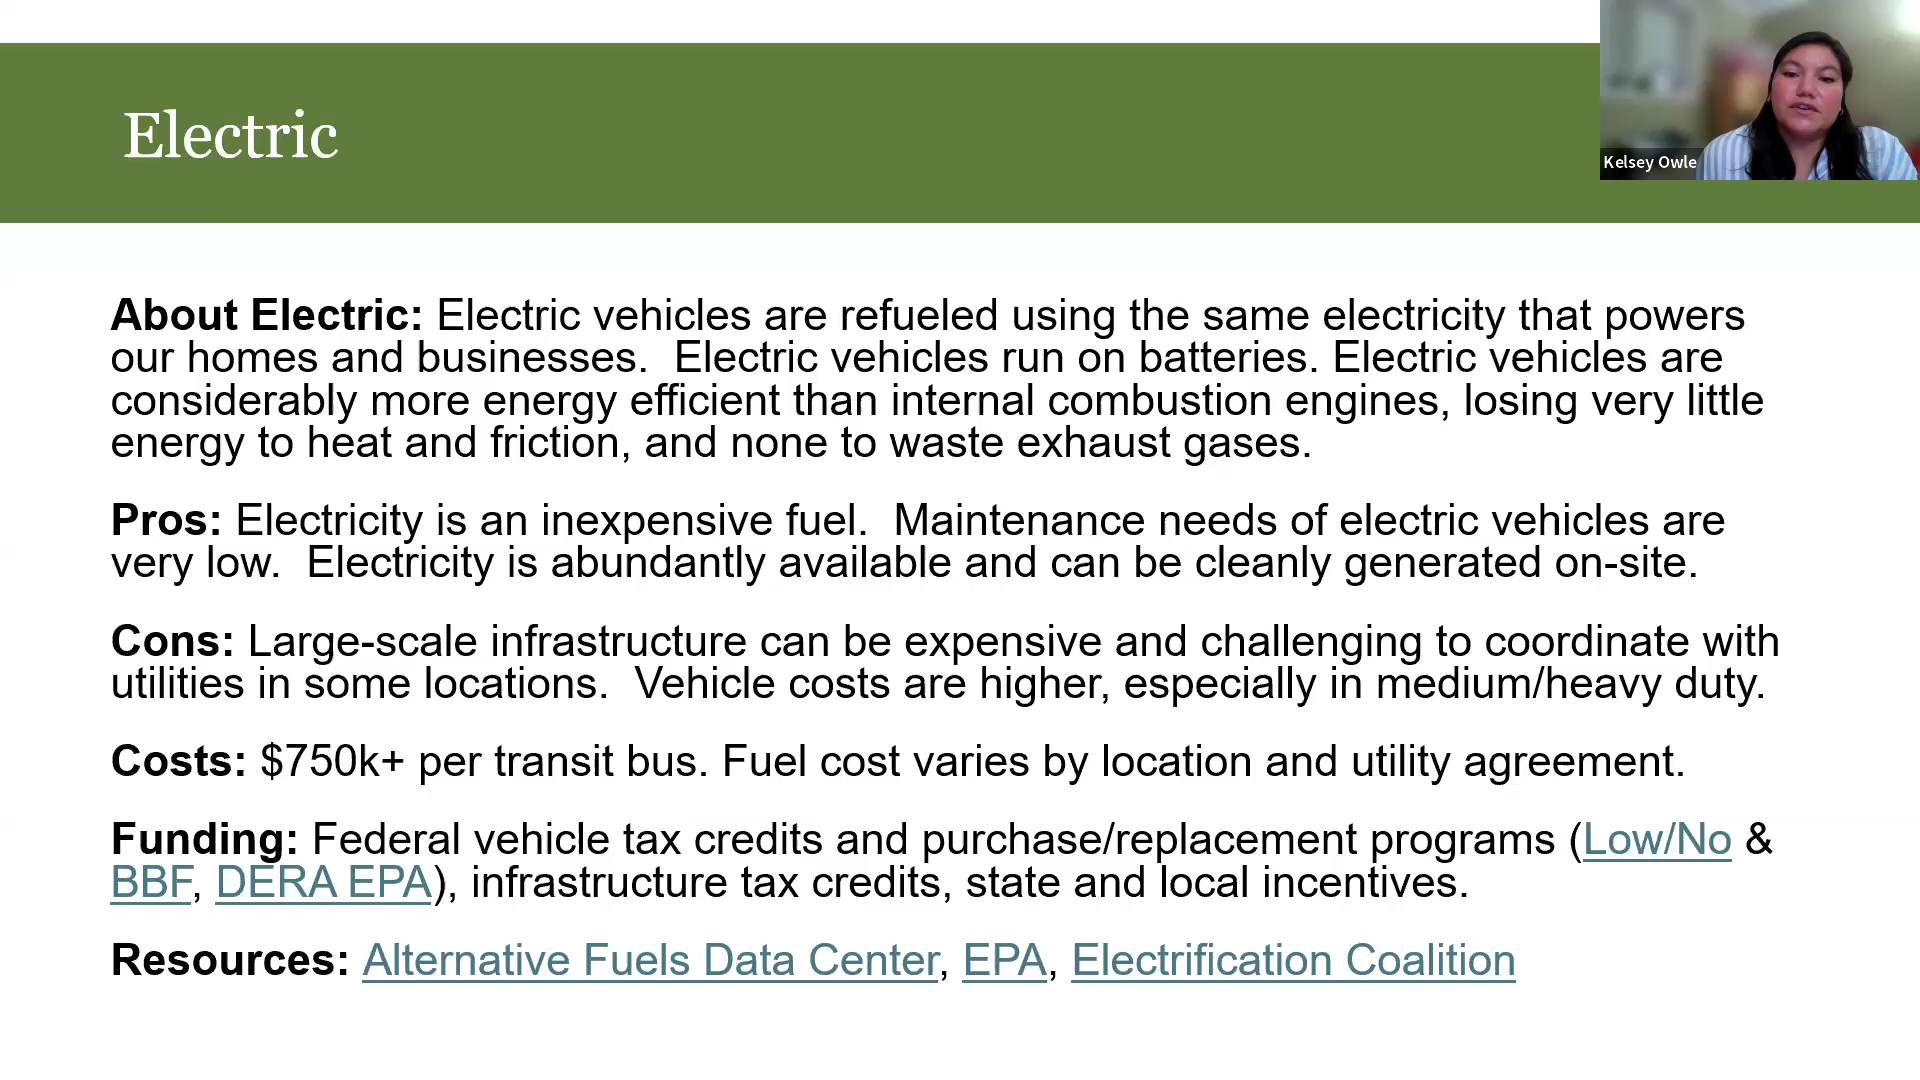 Electric
Kelsey Owle
About Electric: Electric vehicles are refueled using the same electricity that powers
our homes and businesses.  Electric vehicles run on batteries. Electric vehicles are
considerably more energy efficient than internal combustion engines, losing very little
energy to heat and friction, and none to waste exhaust gases.
Pros: Electricity is an inexpensive fuel.  Maintenance needs of electric vehicles are
very low.  Electricity is abundantly available and can be cleanly generated on-site.
Cons: Large-scale infrastructure can be expensive and challenging to coordinate with
utilities in some locations.  Vehicle costs are higher, especially in medium/heavy duty.
Costs: $750k+ per transit bus. Fuel cost varies by location and utility agreement.
Funding: Federal vehicle tax credits and purchase/replacement programs (Low/No &
BBF, DERA EPA), infrastructure tax credits, state and local incentives.
Resources: Alternative Fuels Data Center, EPA, Electrification Coalition